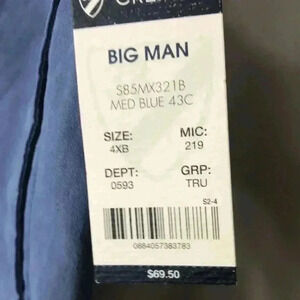 BIG MAN
S85MX321B
MED BLUE 43C
SIZE: MIC:
4XB 219
DEPT: GRP:
0593 TRU
S2-4
0884057383783
$69.50